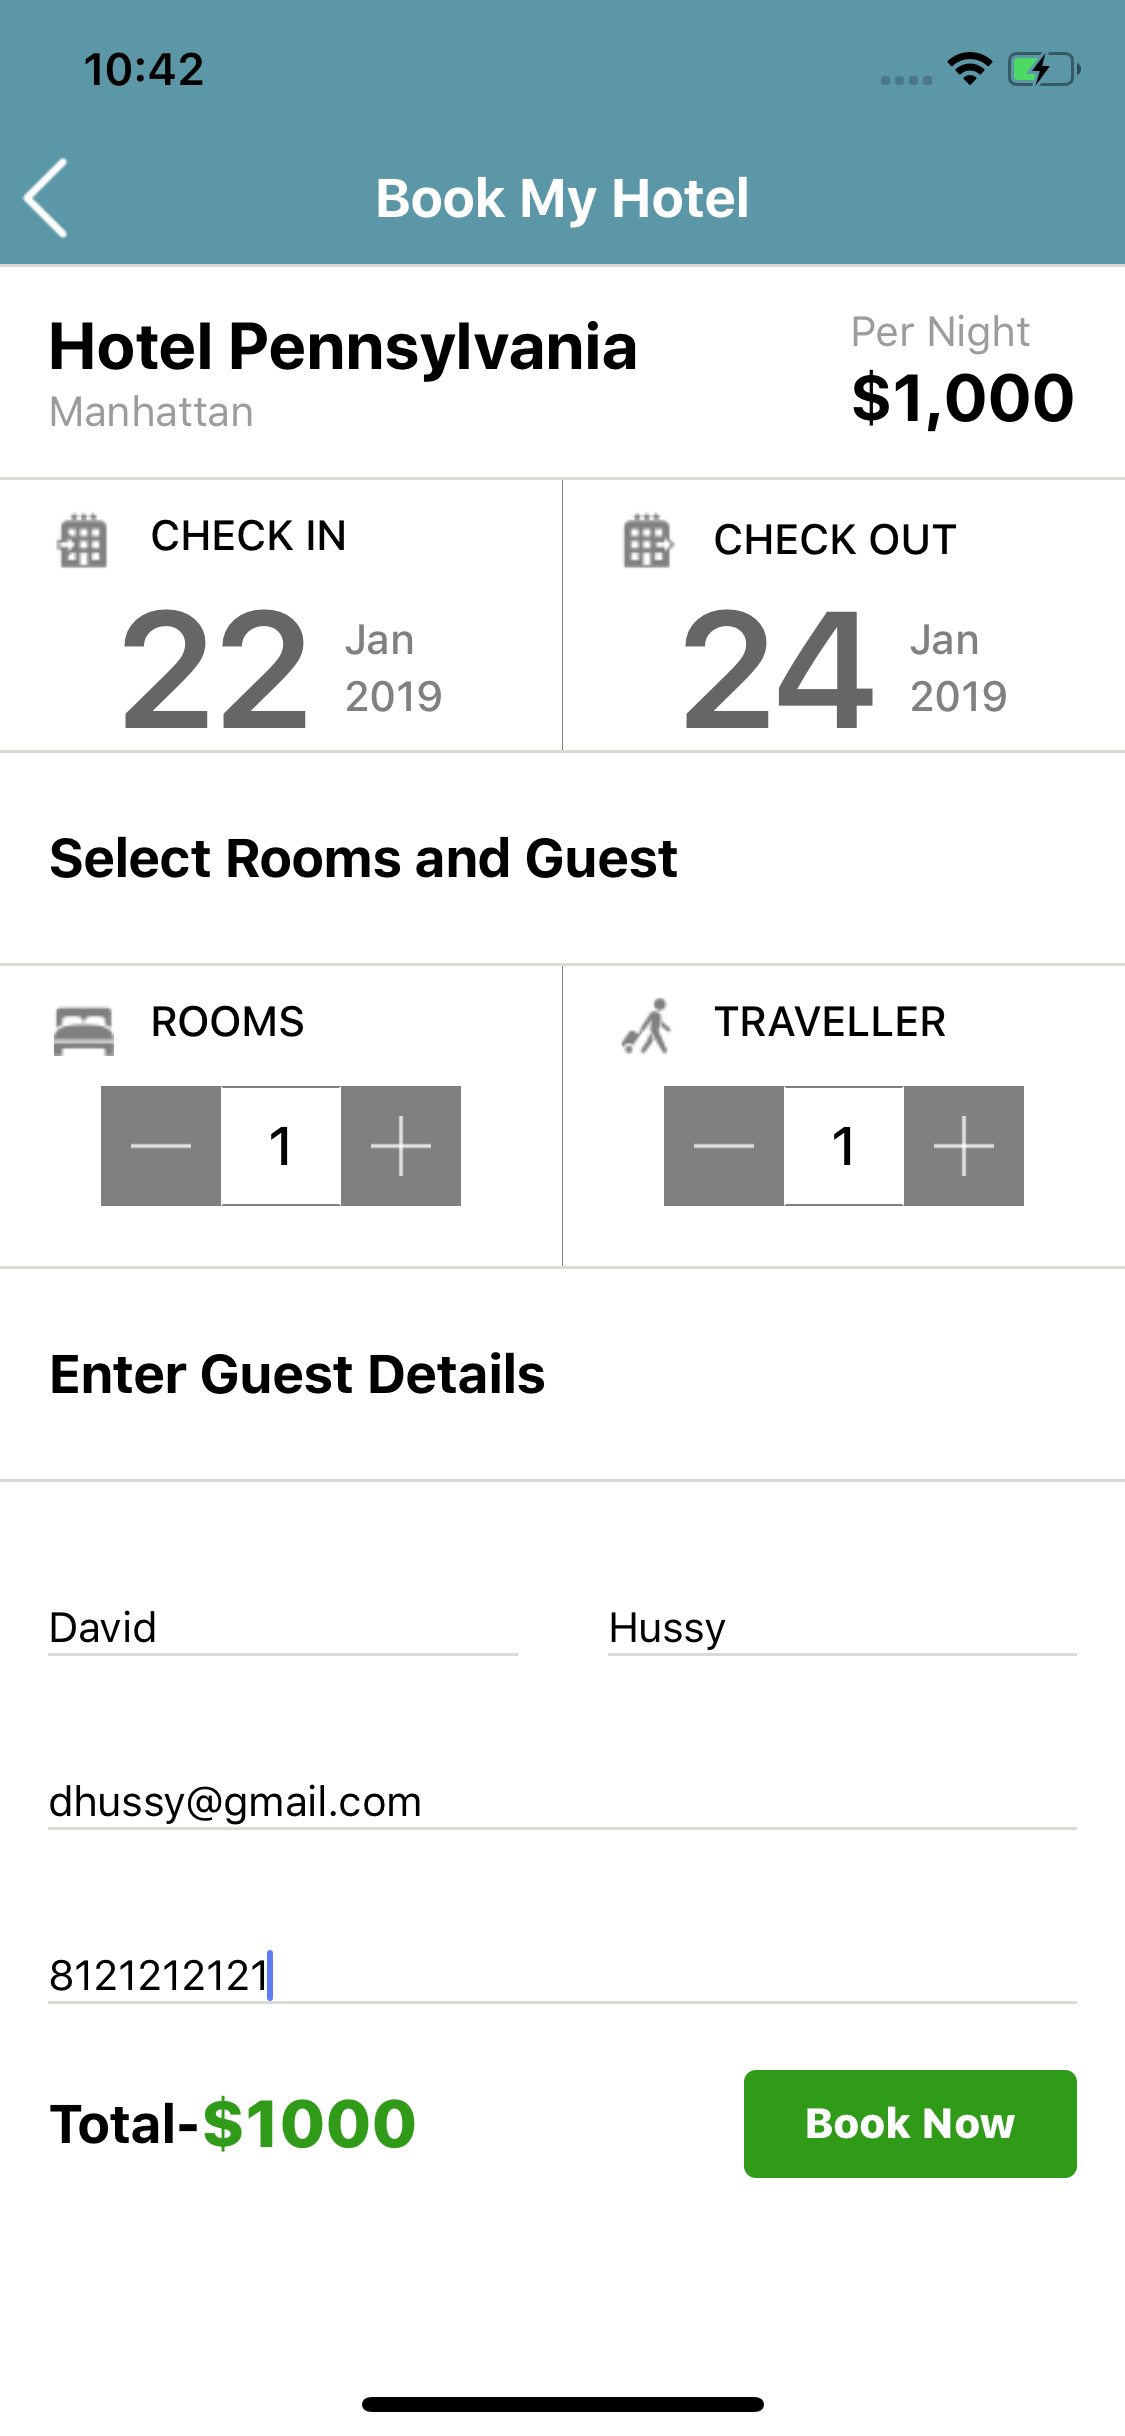 10:42
Book My Hotel
Hotel Pennsylvania
Manhattan
Per Night
$1,000
CHECK IN
22
Jan
2019
CHECK OUT
24
Jan
2019
Select Rooms and Guest
ROOMS
1
TRAVELLER
1
Enter Guest Details
David
Hussy
dhussy@gmail.com
8121212121
Total-$1000
Book Now